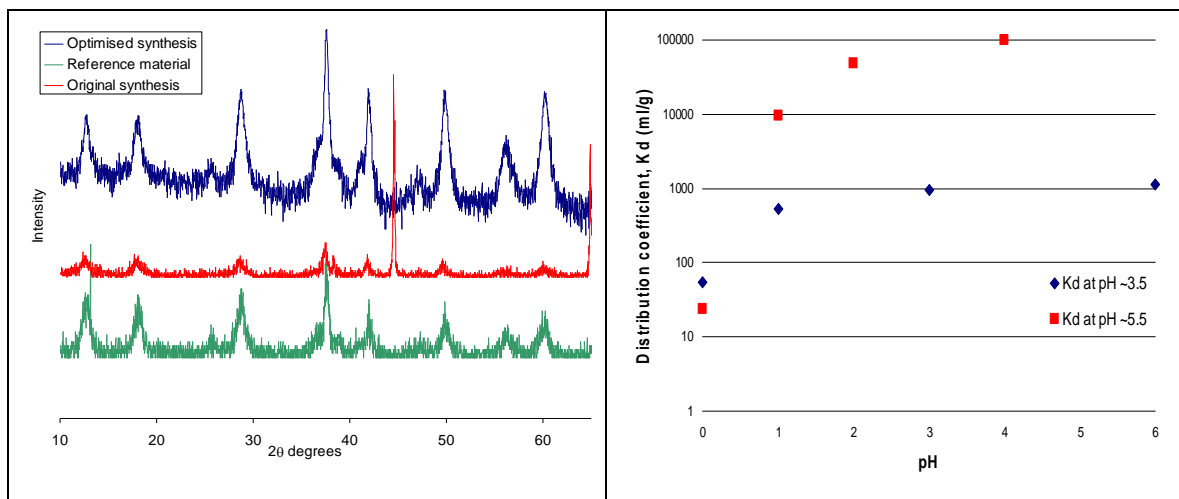 Optimised synthesis
Reference material
Original synthesis
Intensity
10 20 30 40 50 60
2θ degrees
Distribution coefficient, Kd (ml/g)
100000
10000
1000
100
10
1
Kd at pH ~3.5
Kd at pH ~5.5
0 1 2 3 4 5 6
pH